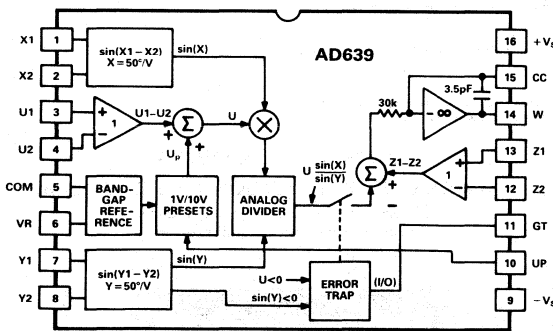 AD639
X1
1
X2
2
U1
3
U2
4
COM
5
VR
6
Y1
7
Y2
8
sin(X1−X2)
X=50°/V
sin(X)
+
−
1
U1−U2
+
Σ
+
U
Up
×
BAND-
GAP
REFE-
RENCE
1V/10V
PRESETS
ANALOG
DIVIDER
sin(Y1−Y2)
Y=50°/V
sin(Y)
sin(Y)<0
U<0
ERROR
TRAP
(I/O)
U sin(X)
sin(Y)
30k
−∞
3.5pF
Σ
+
−
Z1−Z2
1
+
−
16
+VS
15
CC
14
W
13
Z1
12
Z2
11
GT
10
UP
9
−VS